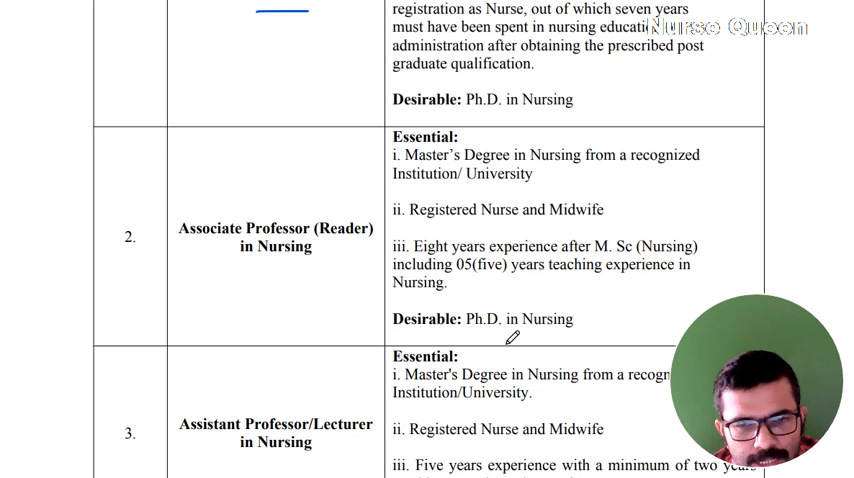 registration as Nurse, out of which seven years
must have been spent in nursing education
Nurse Queen
administration after obtaining the prescribed post
graduate qualification.
Desirable: Ph.D. in Nursing
2.
Associate Professor (Reader)
in Nursing
Essential:
i. Master’s Degree in Nursing from a recognized
Institution/ University
ii. Registered Nurse and Midwife
iii. Eight years experience after M. Sc (Nursing)
including 05(five) years teaching experience in
Nursing.
Desirable: Ph.D. in Nursing
3.
Assistant Professor/Lecturer
in Nursing
Essential:
i. Master's Degree in Nursing from a
Institution/University.
ii. Registered Nurse and Midwife
iii. Five years experience with a minimum of two years